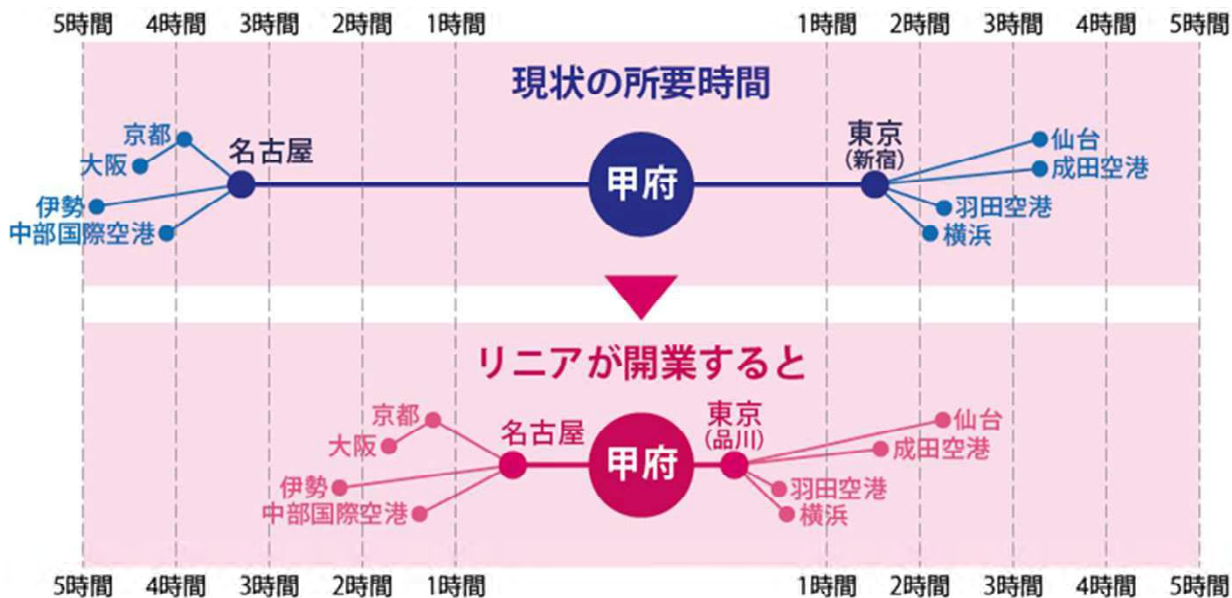 5時間 4時間 3時間 2時間 1時間 1時間 2時間 3時間 4時間 5時間
現状の所要時間
京都
大阪
名古屋
伊勢
中部国際空港
甲府
東京
(新宿)
仙台
成田空港
羽田空港
横浜
リニアが開業すると
京都
大阪
名古屋
伊勢
中部国際空港
甲府
東京
(品川)
仙台
成田空港
羽田空港
横浜
5時間 4時間 3時間 2時間 1時間 1時間 2時間 3時間 4時間 5時間